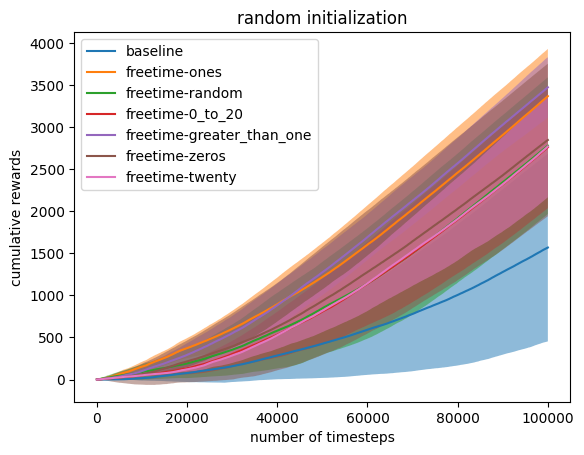 random initialization
cumulative rewards
4000
3500
3000
2500
2000
1500
1000
500
0
baseline
freetime-ones
freetime-random
freetime-0_to_20
freetime-greater_than_one
freetime-zeros
freetime-twenty
0 20000 40000 60000 80000 100000
number of timesteps